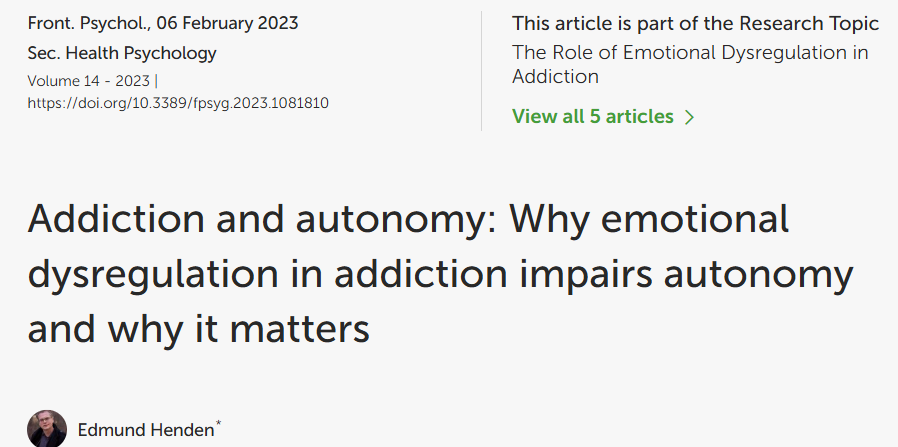 Front. Psychol., 06 February 2023
Sec. Health Psychology
Volume 14 - 2023 |
https://doi.org/10.3389/fpsyg.2023.1081810
This article is part of the Research Topic
The Role of Emotional Dysregulation in
Addiction
View all 5 articles
Addiction and autonomy: Why emotional
dysregulation in addiction impairs autonomy
and why it matters
Edmund Henden*